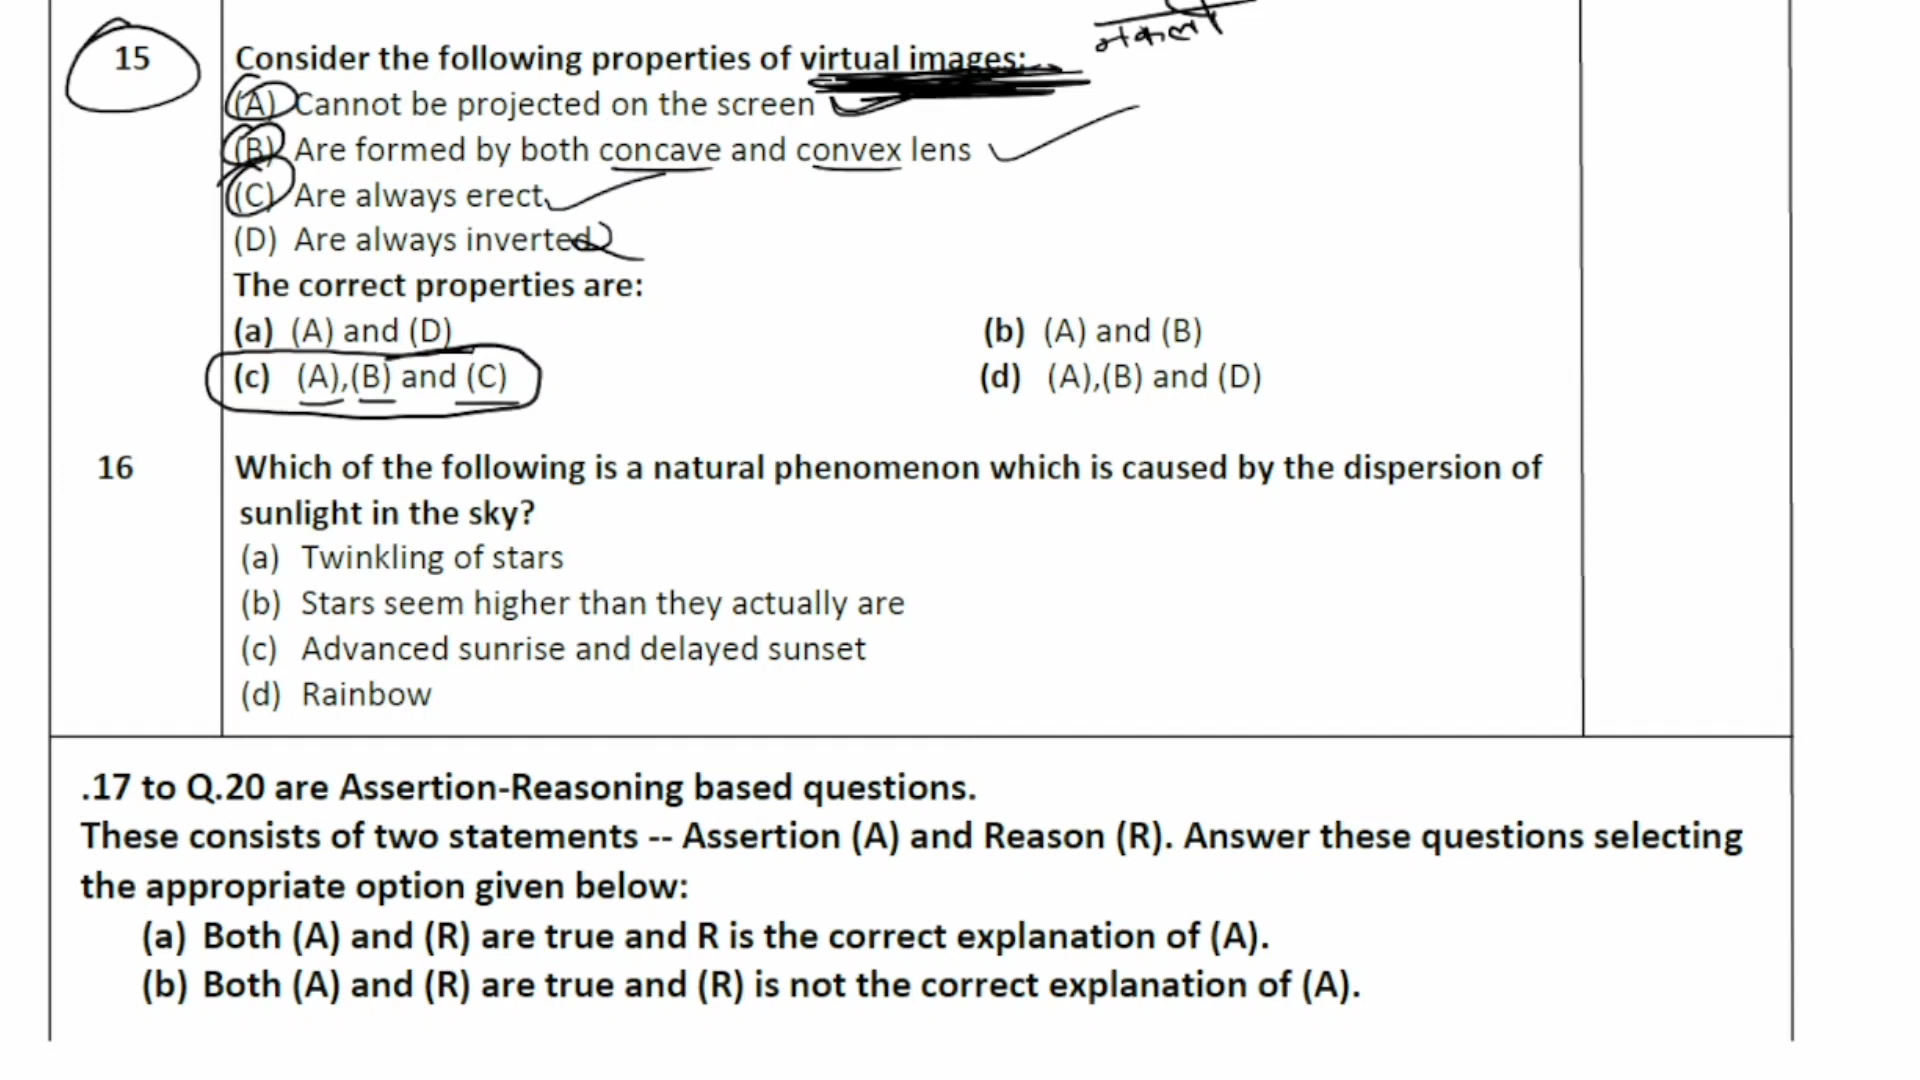 15
Consider the following properties of virtual images:
(A) Cannot be projected on the screen
(B) Are formed by both concave and convex lens
(C) Are always erect
(D) Are always inverted
The correct properties are:
(a) (A) and (D)
(b) (A) and (B)
(c) (A),(B) and (C)
(d) (A),(B) and (D)
16
Which of the following is a natural phenomenon which is caused by the dispersion of
sunlight in the sky?
(a) Twinkling of stars
(b) Stars seem higher than they actually are
(c) Advanced sunrise and delayed sunset
(d) Rainbow
.17 to Q.20 are Assertion-Reasoning based questions.
These consists of two statements -- Assertion (A) and Reason (R). Answer these questions selecting
the appropriate option given below:
(a) Both (A) and (R) are true and R is the correct explanation of (A).
(b) Both (A) and (R) are true and (R) is not the correct explanation of (A).